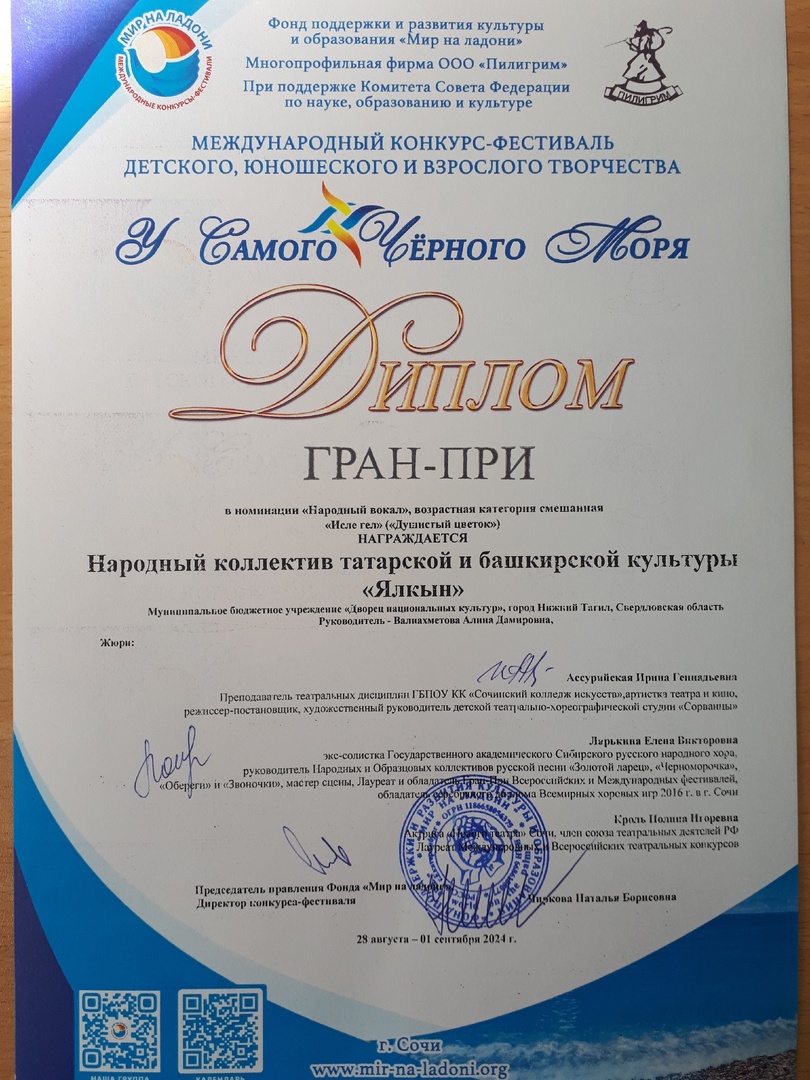 МИР НА ЛАДОНИ
МЕЖДУНАРОДНЫЕ КОНКУРСЫ-ФЕСТИВАЛИ
Фонд поддержки и развития культуры
и образования «Мир на ладони»
Многопрофильная фирма ООО «Пилигрим»
При поддержке Комитета Совета Федерации
по науке, образованию и культуре
ПИЛИГРИМ
МЕЖДУНАРОДНЫЙ КОНКУРС-ФЕСТИВАЛЬ
ДЕТСКОГО, ЮНОШЕСКОГО И ВЗРОСЛОГО ТВОРЧЕСТВА
У САМОГО ЧЁРНОГО МОРЯ
ДИПЛОМ
ГРАН-ПРИ
в номинации «Народный вокал», возрастная категория смешанная
«Исле гел» («Душистый цветок»)
НАГРАЖДАЕТСЯ
Народный коллектив татарской и башкирской культуры
«Ялкын»
Муниципальное бюджетное учреждение «Дворец национальных культур», город Нижний Тагил, Свердловская область
Руководитель - Валиахметова Алина Дамировна,
Жюри:
Ассурийская Ирина Геннадьевна
Преподаватель театральных дисциплин ГБПОУ КК «Сочинский колледж искусств»,артистка театра и кино,
режиссер-постановщик, художественный руководитель детской театрально-хореографической студии «Сорванцы»
Ларькина Елена Викторовна
экс-солистка Государственного академического Сибирского русского народного хора,
руководитель Народных и Образцовых коллективов русской песни «Золотой ларец», «Черноморочка»,
«Обереги» и «Звоночки», мастер сцены, Лауреат и обладатель Гран-При Всероссийских и Международных фестивалей,
обладатель диплома Всемирных хоровых игр 2016 г. в г. Сочи
Кроль Полина Игоревна
Актриса театра» Сочи, член союза театральных деятелей РФ
Лауреат Международных и Всероссийских театральных конкурсов
Председатель правления Фонда «Мир на ладони»
Директор конкурса-фестиваля
Наталья Борисовна
28 августа – 01 сентября 2024 г.
НАША ГРУППА
КАЛЕНДАРЬ
г. Сочи
www.mir-na-ladoni.org